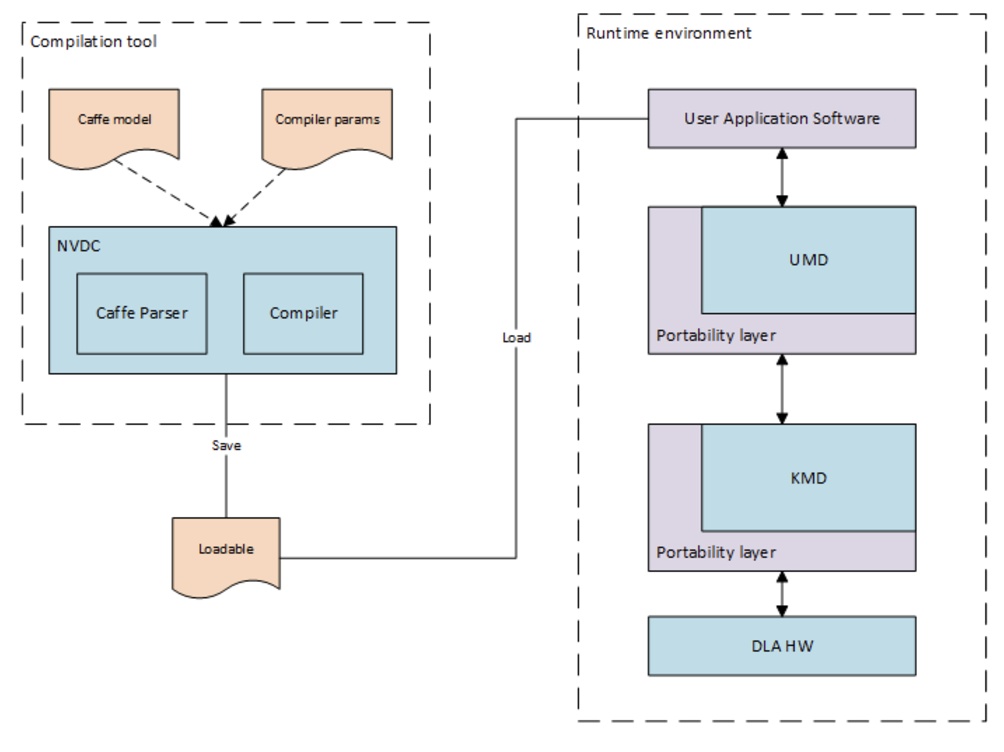 Compilation tool
Caffe model
Compiler params
NVDC
Caffe Parser
Compiler
Save
Loadable
Load
Runtime environment
User Application Software
UMD
Portability layer
KMD
Portability layer
DLA HW